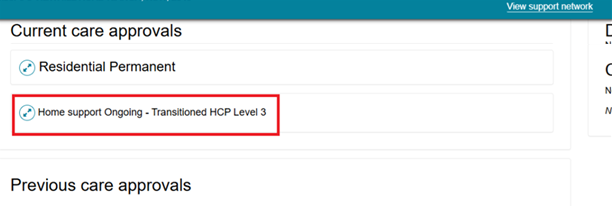 View support network
Current care approvals
Residential Permanent
Home support Ongoing - Transitioned HCP Level 3
Previous care approvals